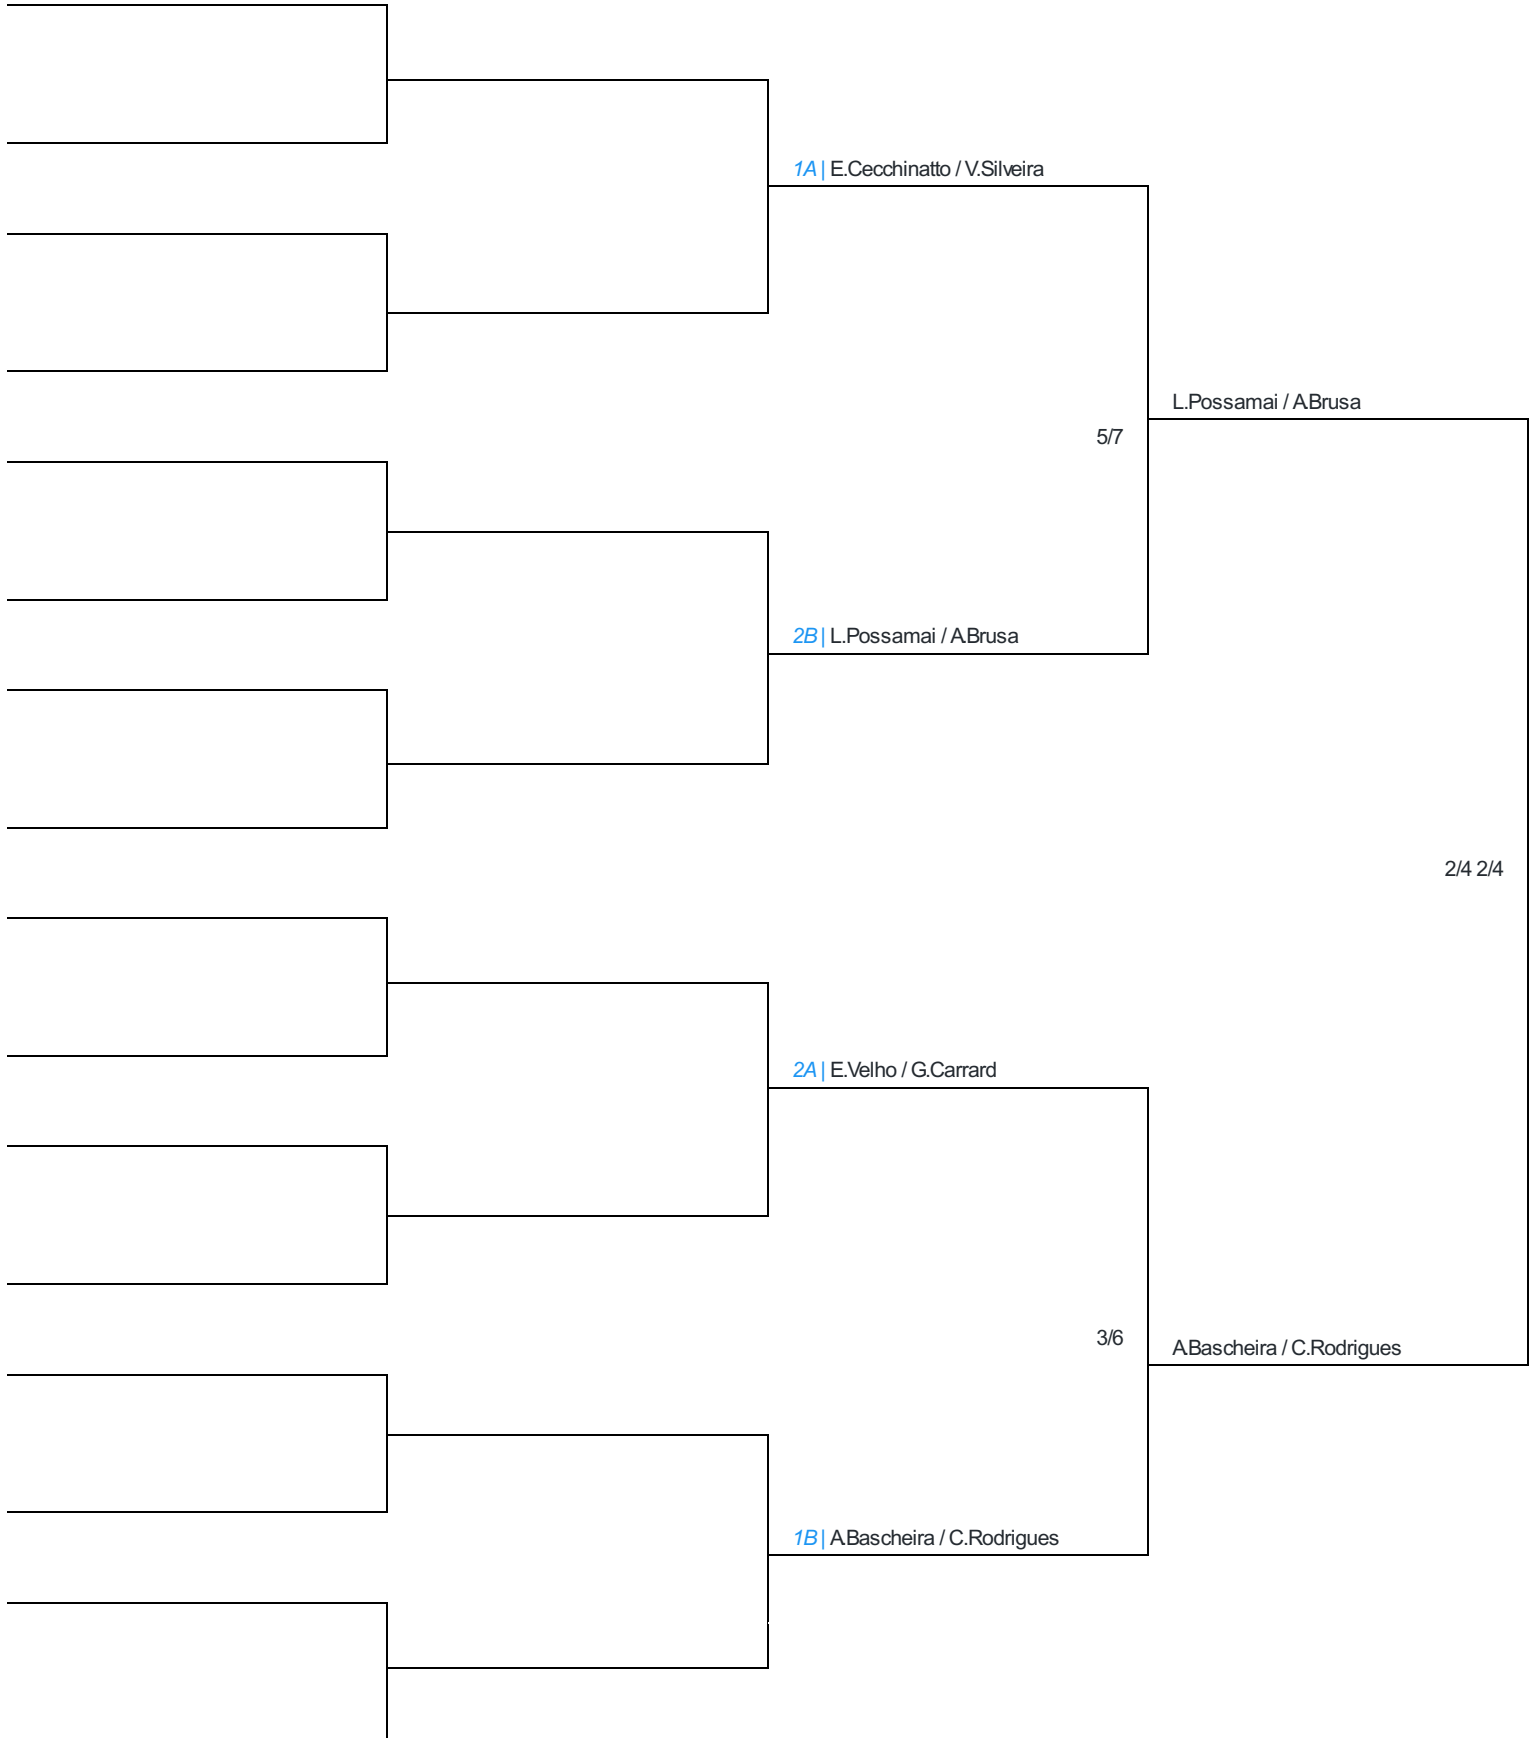 1A | E.Cecchinatto / V.Silveira
L.Possamai / A.Brusa
5/7
2B | L.Possamai / A.Brusa
2/4 2/4
2A | E.Velho / G.Carrard
3/6
A.Bascheira / C.Rodrigues
1B | A.Bascheira / C.Rodrigues